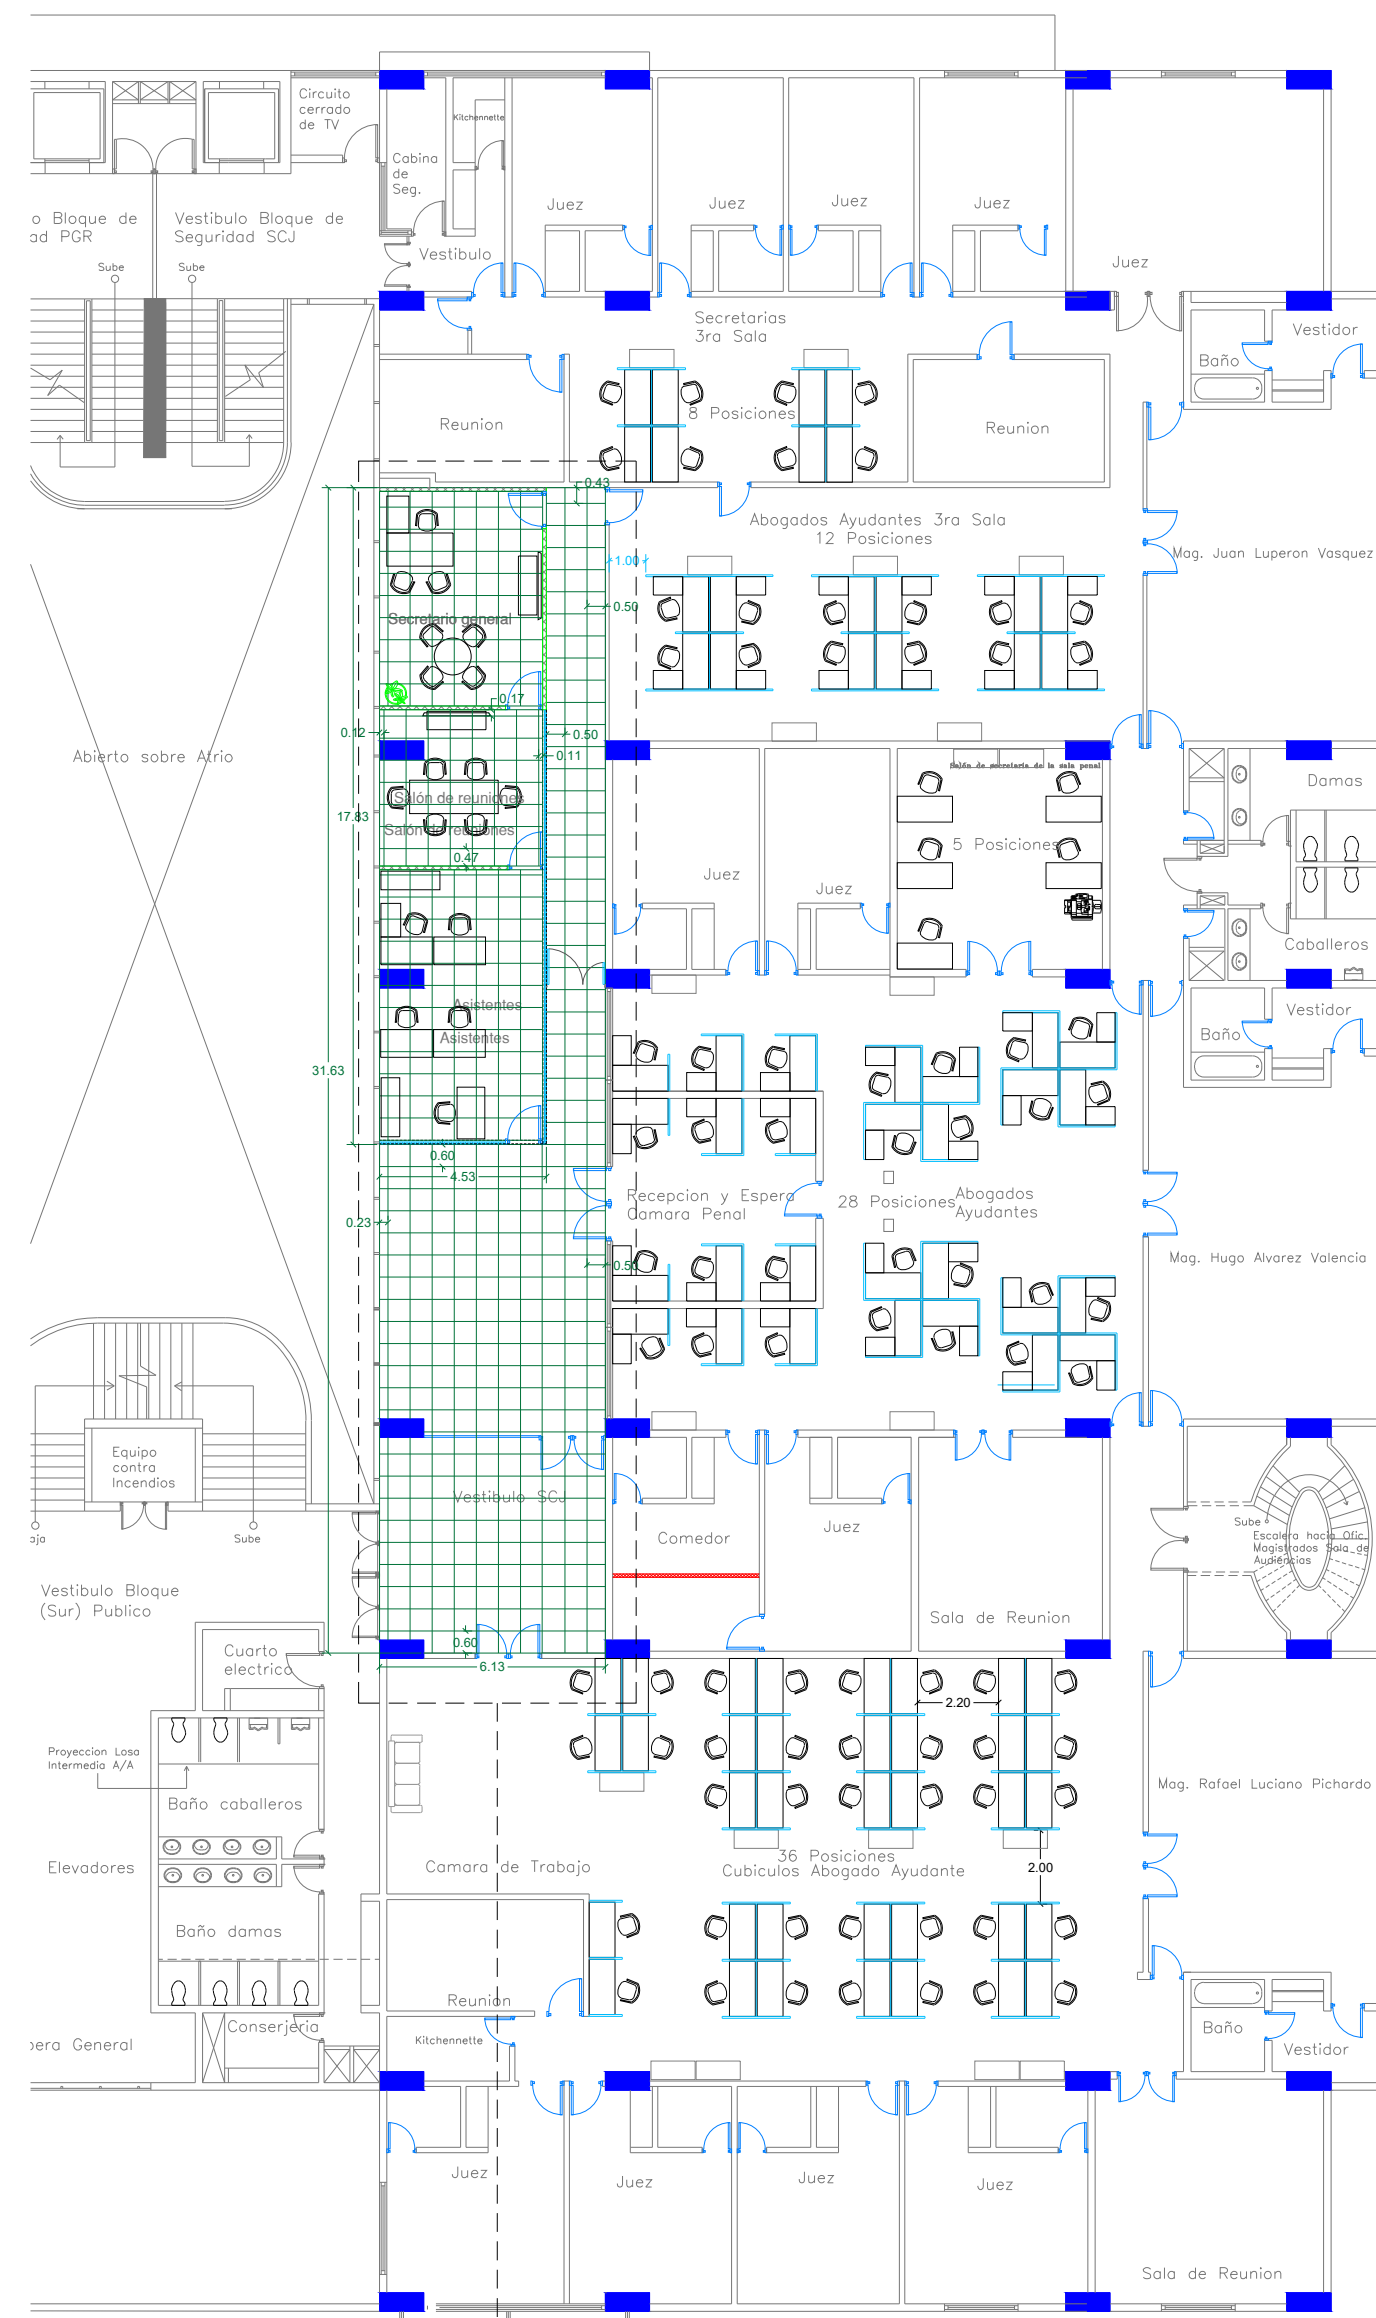 Circuito
cerrado
de TV
Kitchennette
Cabina
de
Seg.
Juez
Juez
Juez
Juez
o Bloque de
ad PGR
Vestibulo Bloque de
Seguridad SCJ
Vestibulo
Juez
Sube
Sube
Secretarias
3ra Sala
Vestidor
Baño
8 Posiciones
Reunion
Reunion
0.43
Abogados Ayudantes 3ra Sala
12 Posiciones
1.00
Mag. Juan Luperon Vasquez
0.50
Secretario general
0.17
0.12
0.50
0.11
Abierto sobre Atrio
Salón de secretaria de la sala penal
Damas
Salón de reuniones
17.83
Salón de reuniones
5 Posiciones
0.47
Juez
Juez
Caballeros
Asistentes
Vestidor
Asistentes
Baño
31.63
0.60
4.53
Recepcion y Espera
Camara Penal
28 Posiciones
Abogados
Ayudantes
0.23
Mag. Hugo Alvarez Valencia
0.50
Equipo
contra
Incendios
Vestibulo SCJ
aja
Sube
Comedor
Juez
Sube
Escalera hacia Ofic.
Magistrados Sala de
Audiencias
Vestibulo Bloque
(Sur) Publico
Sala de Reunion
0.60
Cuarto
electrico
6.13
2.20
Proyeccion Losa
Intermedia A/A
Mag. Rafael Luciano Pichardo
Baño caballeros
36 Posiciones
Cubiculos Abogado Ayudante
2.00
Elevadores
Camara de Trabajo
Baño damas
Reunion
Conserjeria
Kitchennette
Baño
pera General
Vestidor
Juez
Juez
Juez
Juez
Sala de Reunion